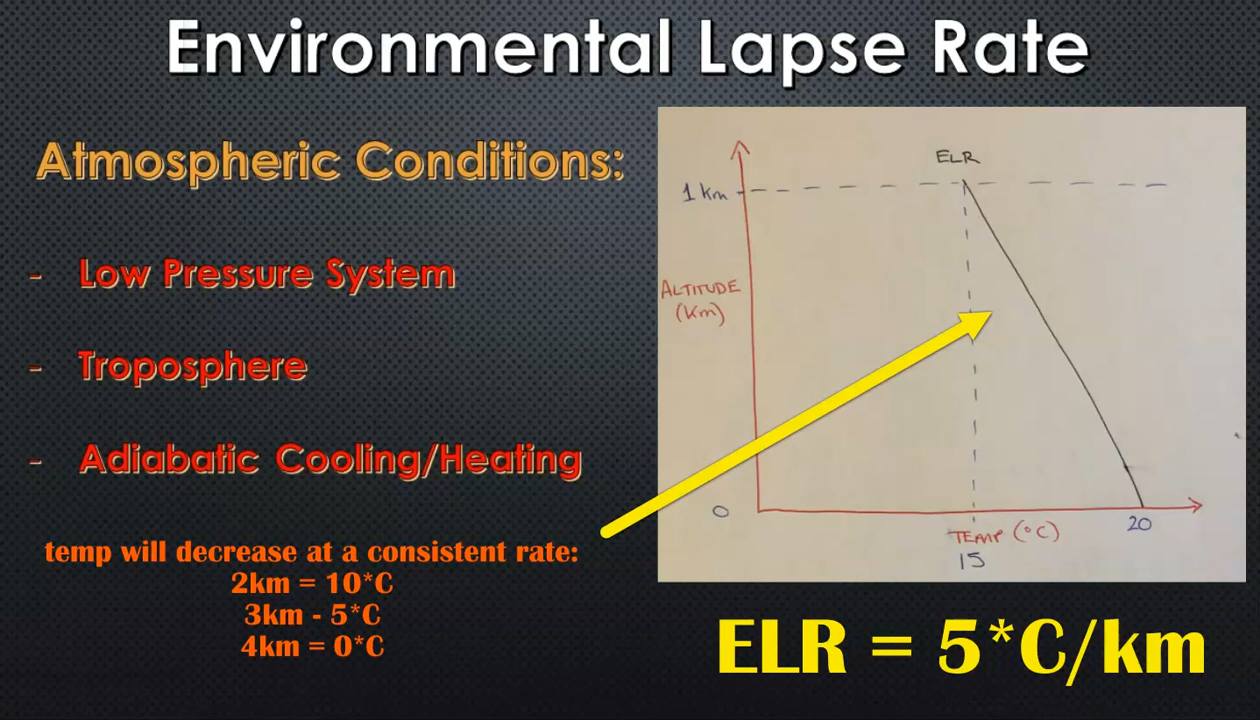 Environmental Lapse Rate
Atmospheric Conditions:
- Low Pressure System
- Troposphere
- Adiabatic Cooling/Heating
temp will decrease at a consistent rate:
2km = 10*C
3km - 5*C
4km = 0*C
ELR
1 km
ALTITUDE
(Km)
0
TEMP (°C)
20
15
ELR = 5*C/km